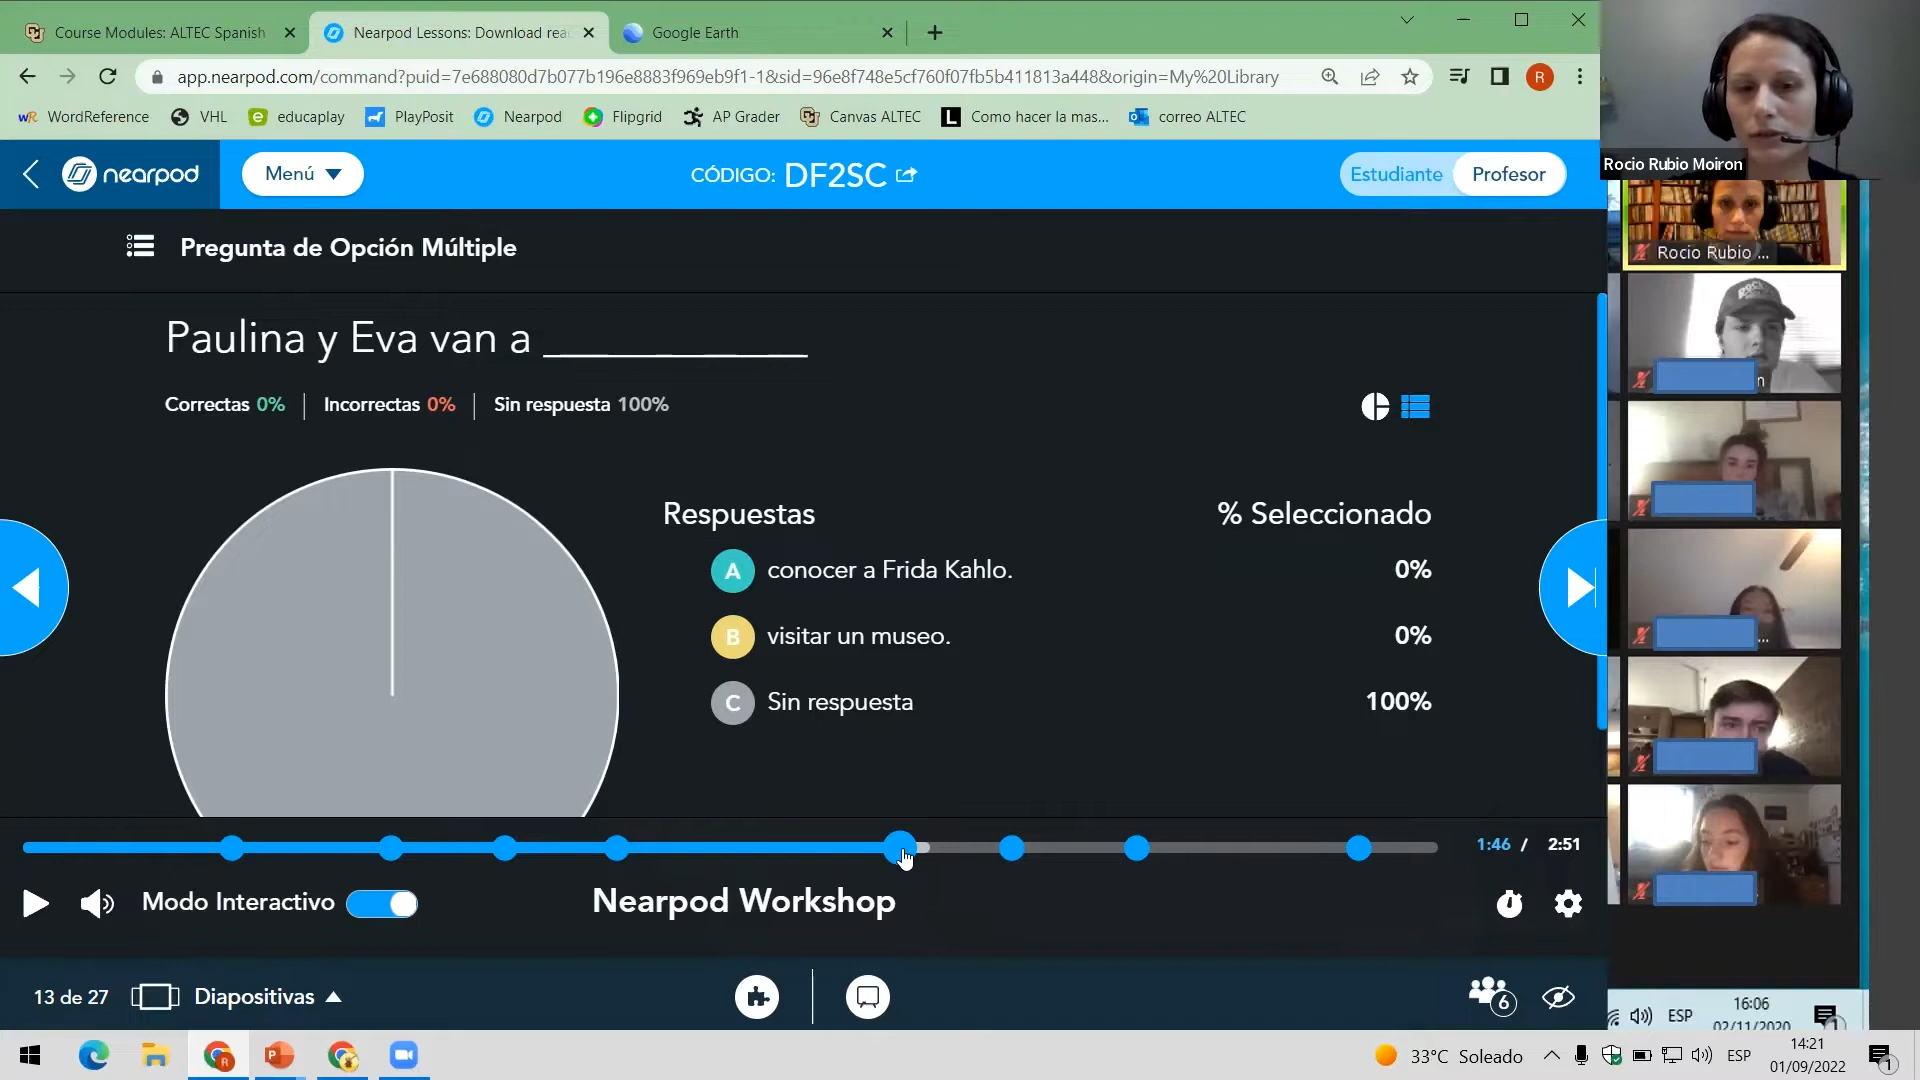 Course Modules: ALTEC Spanish
Nearpod Lessons: Download rea
Google Earth
app.nearpod.com/command?puid=7e688080d7b077b196e8883f969eb9f1-1&sid=96e8f748e5cf760f07fb5b411813a448&origin=My%20Library
R
WordReference
VHL
educaplay
PlayPosit
Nearpod
Flipgrid
AP Grader
Canvas ALTEC
Como hacer la mas...
correo ALTEC
nearpod
Menú
CÓDIGO: DF2SC
Estudiante
Profesor
Rocio Rubio Moiron
Rocio Rubio ...
Pregunta de Opción Múltiple
Paulina y Eva van a ____________
Correctas 0%
Incorrectas 0%
Sin respuesta 100%
Respuestas
% Seleccionado
A conocer a Frida Kahlo. 0%
B visitar un museo. 0%
C Sin respuesta 100%
n
...
1:46 / 2:51
Modo Interactivo
Nearpod Workshop
13 de 27
Diapositivas
6
ESP
16:06
02/11/2020
33°C Soleado
ESP
14:21
01/09/2022
1